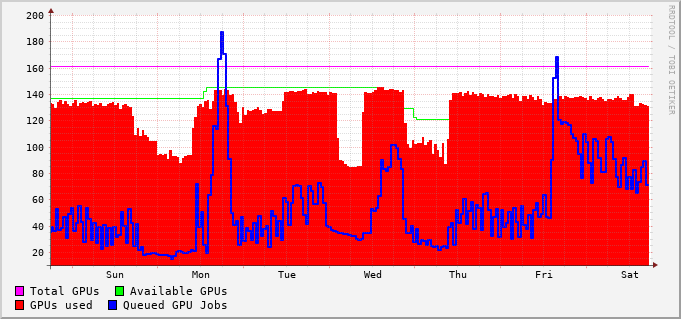 200
180
160
140
120
100
80
60
40
20
Sun Mon Tue Wed Thu Fri Sat
Total GPUs Available GPUs
GPUs used Queued GPU Jobs
RRDTOOL / TOBI OETIKER